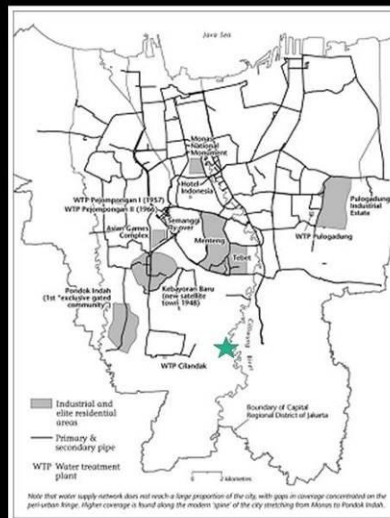 Java Sea
Monas
National
Monument
Hotel
Indonesia
WTP Pejompongan I (1957)
WTP Pejompongan II (1966)
Semanggi
fly-over
Asian Games
Complex
Menteng
Tebet
Pulogadung
Industrial
Estate
WTP Pulogadung
Pondok Indah
(1st "exclusive gated
community")
Kebayoran Baru
(new satellite
town 1948)
Ciliwung River
WTP Cilandak
Industrial and
elite residential
areas
Primary &
secondary pipe
WTP Water treatment
plant
Boundary of Capital
Regional District of Jakarta
0 2 kilometres
Note that water supply network does not reach a large proportion of the city, with gaps in coverage concentrated on the
peri-urban fringe. Higher coverage is found along the modern 'spine' of the city stretching from Monas to Pondok Indah.